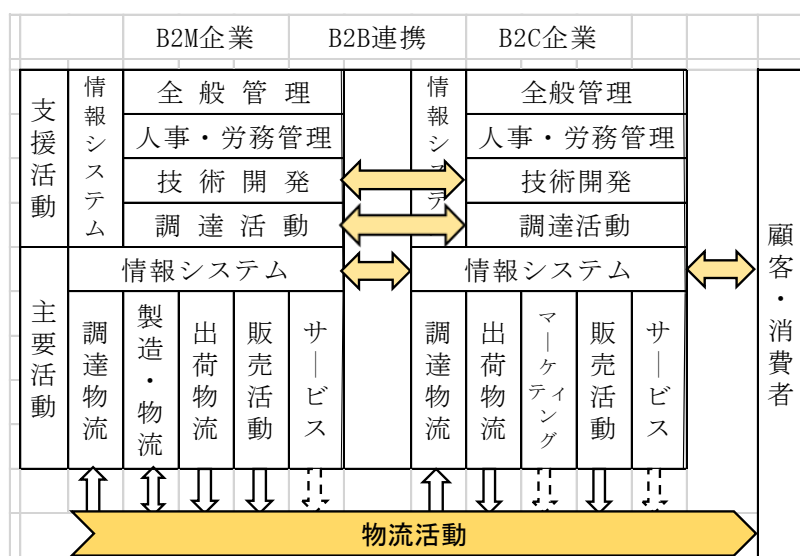 B2M企業 B2B連携 B2C企業
支援活動
情報システム
全般管理
人事・労務管理
技術開発
調達活動
情報システ
全般管理
人事・労務管理
技術開発
調達活動
主要活動
情報システム
調達物流
製造・物流
出荷物流
販売活動
サービス
情報システム
調達物流
出荷物流
マーケティング
販売活動
サービス
顧客・消費者
物流活動